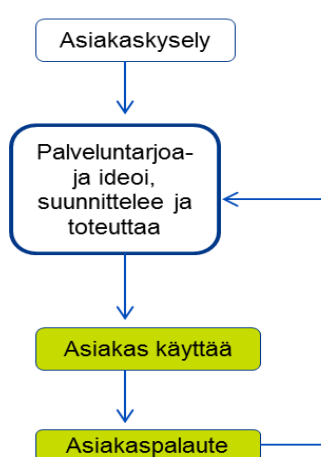 Asiakaskysely
Palveluntarjoa-
ja ideoi,
suunnittelee ja
toteuttaa
Asiakas käyttää
Asiakaspalaute